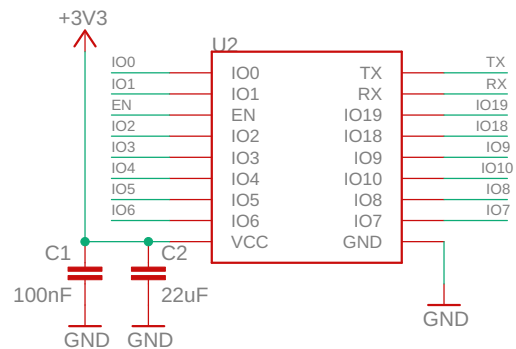 +3V3
U2
IO0 IO0 TX TX
IO1 IO1 RX RX
EN EN IO19 IO19
IO2 IO2 IO18 IO18
IO3 IO3 IO9 IO9
IO4 IO4 IO10 IO10
IO5 IO5 IO8 IO8
IO6 IO6 IO7 IO7
VCC GND
C1 C2
100nF 22uF
GND
GND GND